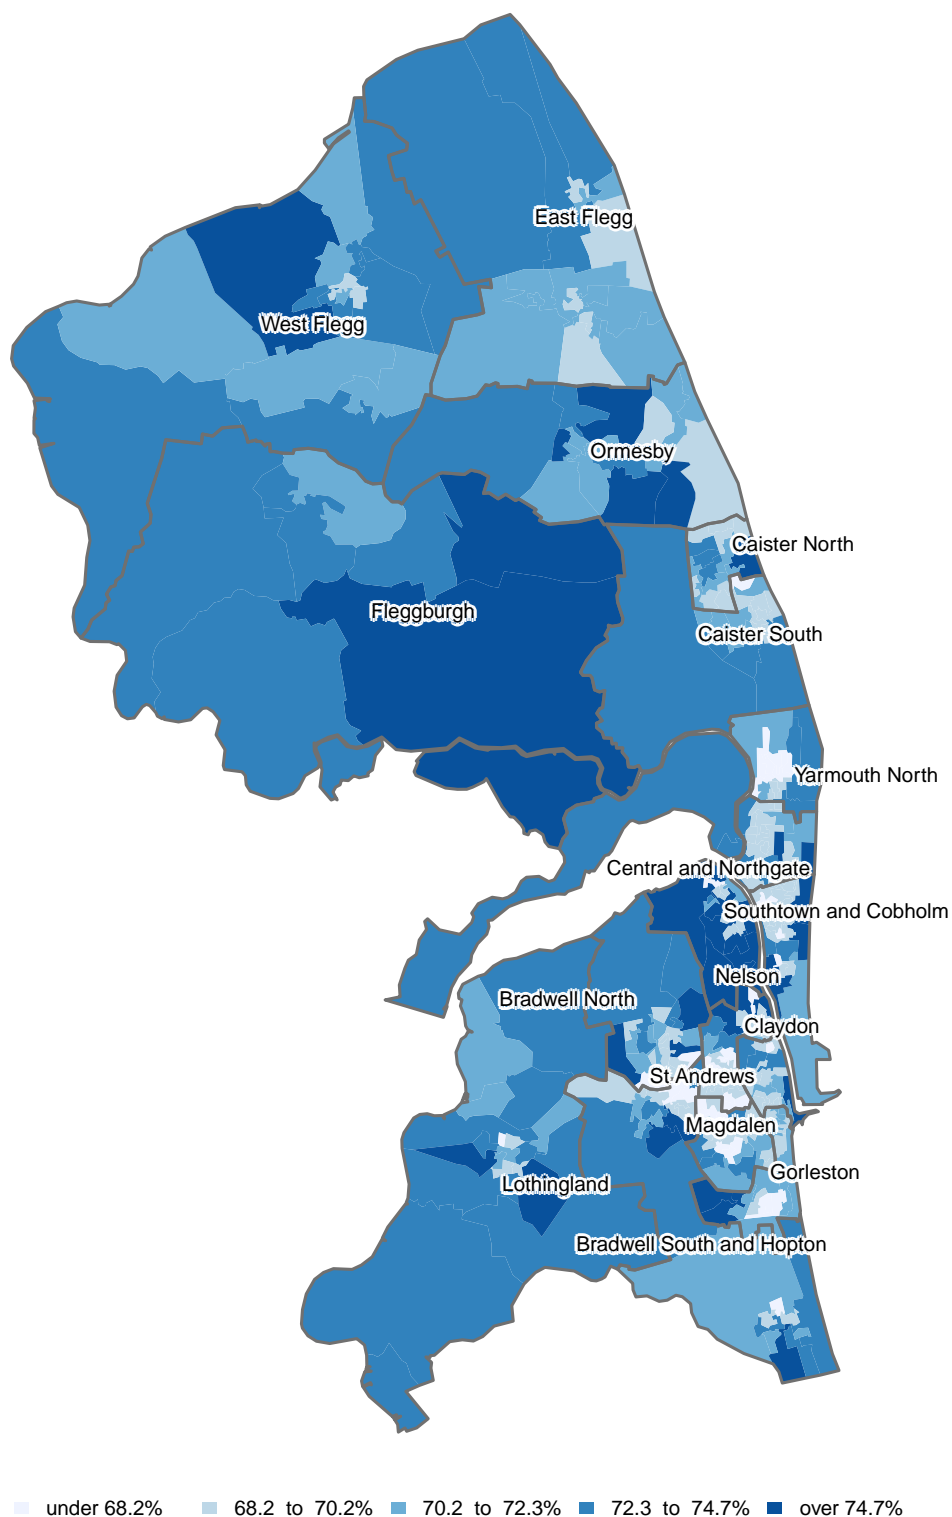 East Flegg
West Flegg
Ormesby
Caister North
Fleggburgh
Caister South
Yarmouth North
Central and Northgate
Southtown and Cobholm
Nelson
Bradwell North
Claydon
St Andrews
Magdalen
Gorleston
Lothingland
Bradwell South and Hopton
under 68.2% 68.2 to 70.2% 70.2 to 72.3% 72.3 to 74.7% over 74.7%